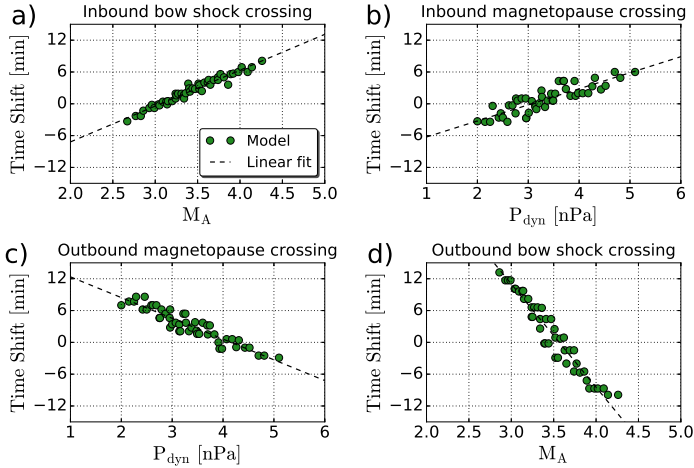 a) Inbound bow shock crossing
Time Shift [min]
12
6
0
−6
−12
Model
Linear fit
2.0 2.5 3.0 3.5 4.0 4.5 5.0
M_A
b) Inbound magnetopause crossing
Time Shift [min]
12
6
0
−6
−12
1 2 3 4 5 6
P_dyn [nPa]
c) Outbound magnetopause crossing
Time Shift [min]
12
6
0
−6
−12
1 2 3 4 5 6
P_dyn [nPa]
d) Outbound bow shock crossing
Time Shift [min]
12
6
0
−6
−12
2.0 2.5 3.0 3.5 4.0 4.5 5.0
M_A